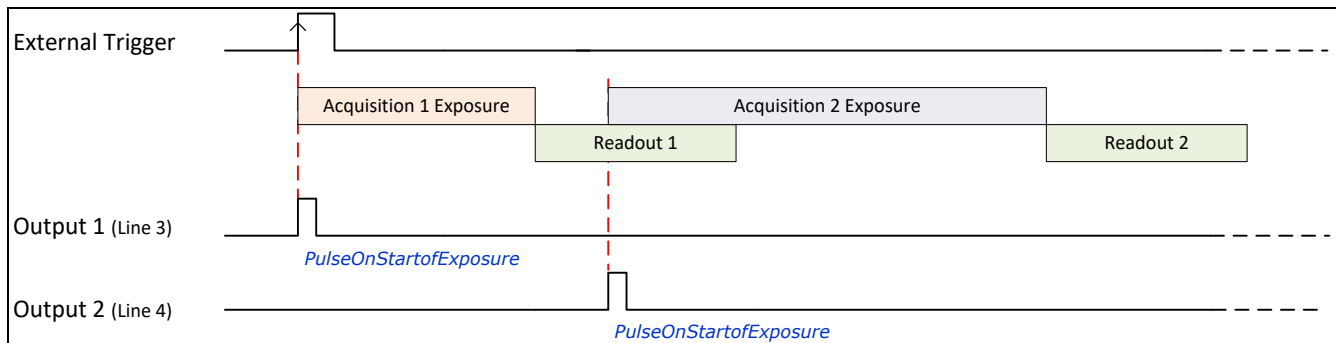 External Trigger
Acquisition 1 Exposure
Acquisition 2 Exposure
Readout 1
Readout 2
Output 1 (Line 3)
PulseOnStartofExposure
Output 2 (Line 4)
PulseOnStartofExposure